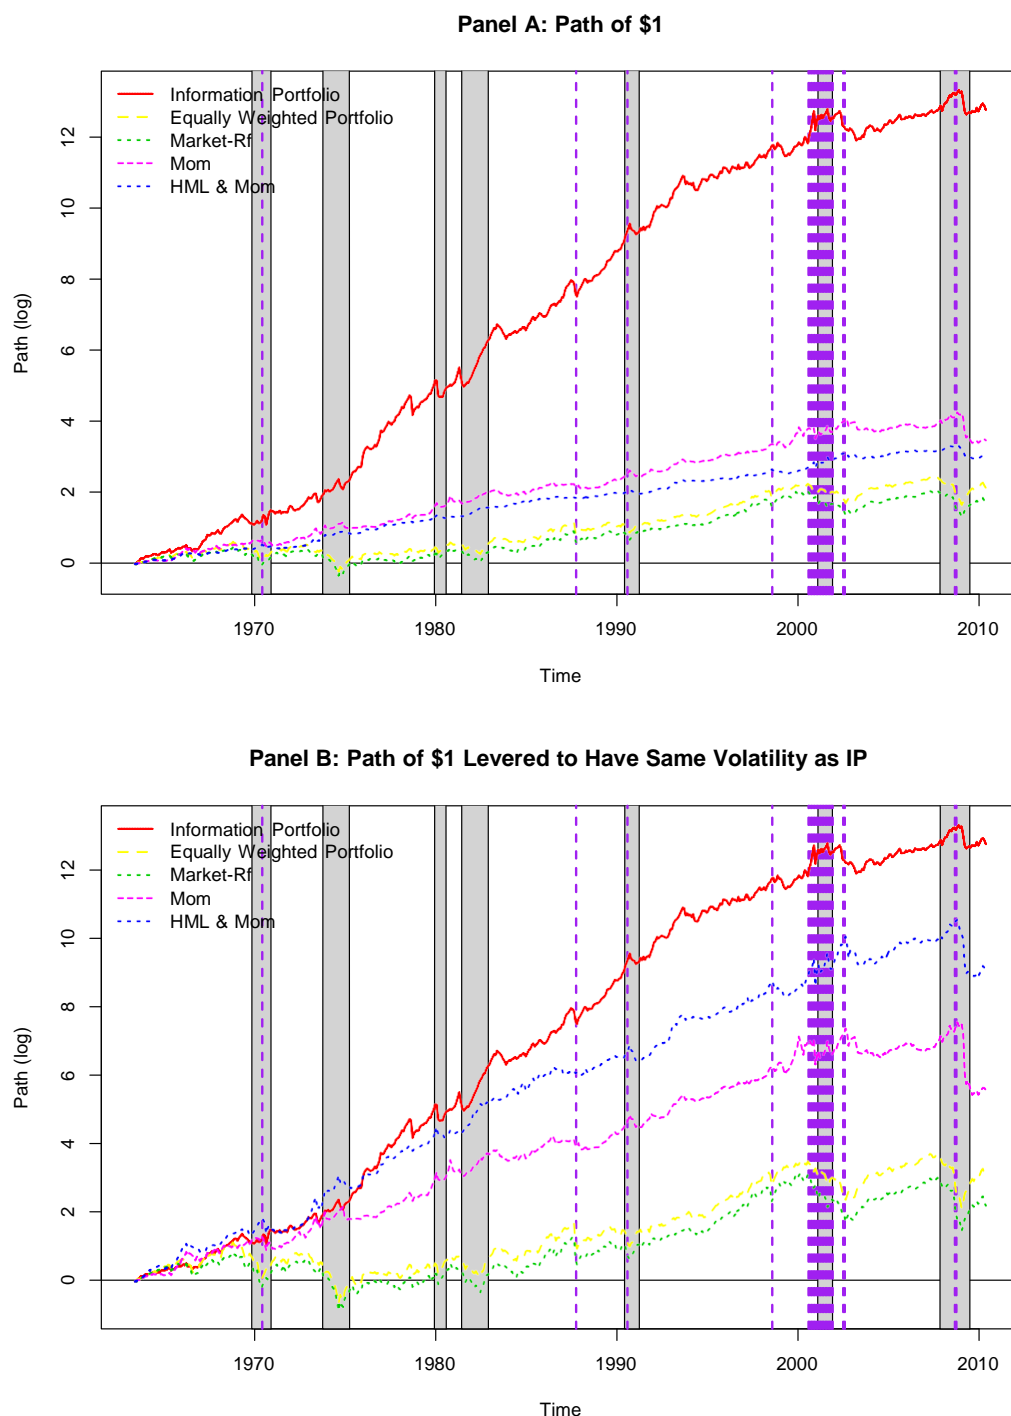 Panel A: Path of $1
Information Portfolio
Equally Weighted Portfolio
Market-Rf
Mom
HML & Mom
Path (log)
0
2
4
6
8
10
12
1970
1980
1990
2000
2010
Time
Panel B: Path of $1 Levered to Have Same Volatility as IP
Information Portfolio
Equally Weighted Portfolio
Market-Rf
Mom
HML & Mom
Path (log)
0
2
4
6
8
10
12
1970
1980
1990
2000
2010
Time